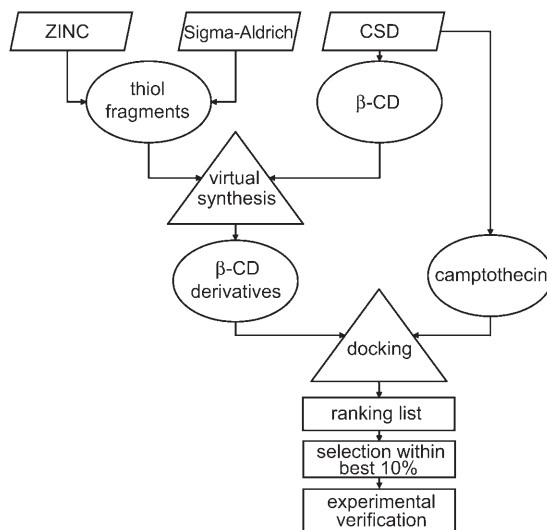 ZINC
Sigma-Aldrich
CSD
thiol
fragments
β-CD
virtual
synthesis
β-CD
derivatives
camptothecin
docking
ranking list
selection within
best 10%
experimental
verification